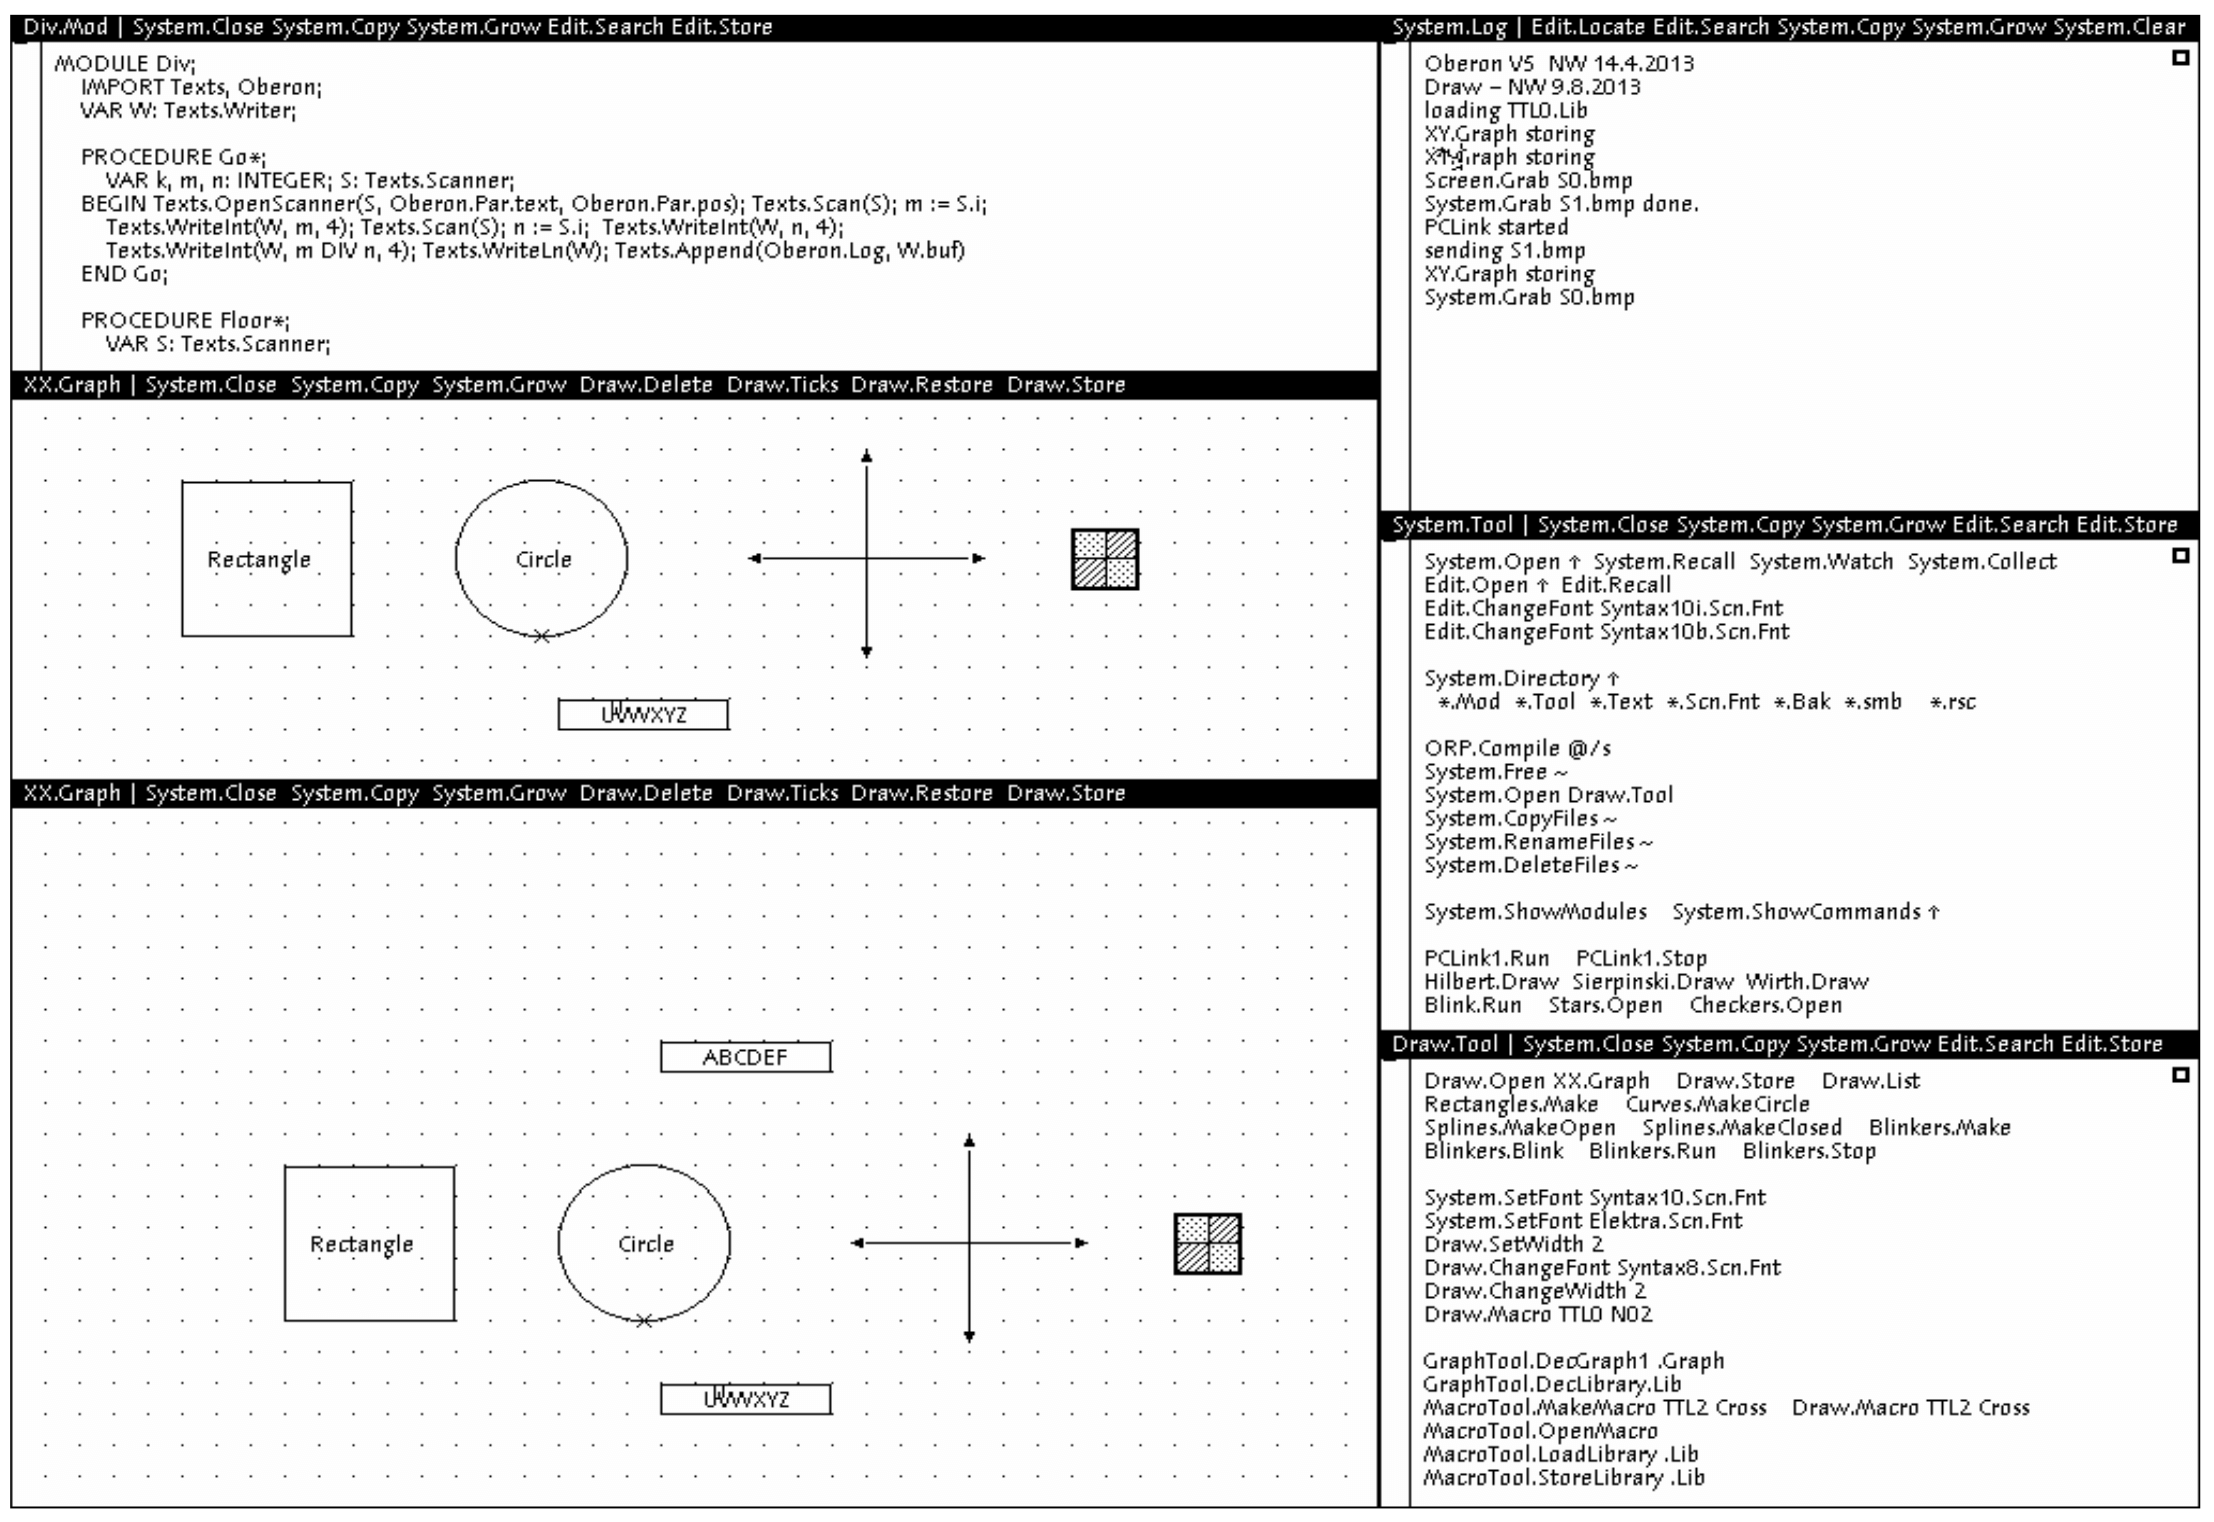 Div.Mod | System.Close System.Copy System.Grow Edit.Search Edit.Store
MODULE Div;
IMPORT Texts, Oberon;
VAR W: Texts.Writer;
PROCEDURE Go*;
VAR k, m, n: INTEGER; S: Texts.Scanner;
BEGIN Texts.OpenScanner(S, Oberon.Par.text, Oberon.Par.pos); Texts.Scan(S); m := S.i;
Texts.WriteInt(W, m, 4); Texts.Scan(S); n := S.i; Texts.WriteInt(W, n, 4);
Texts.WriteInt(W, m DIV n, 4); Texts.WriteLn(W); Texts.Append(Oberon.Log, W.buf)
END Go;
PROCEDURE Floor*;
VAR S: Texts.Scanner;
XX.Graph | System.Close System.Copy System.Grow Draw.Delete Draw.Ticks Draw.Restore Draw.Store
Rectangle
Circle
XX.Graph | System.Close System.Copy System.Grow Draw.Delete Draw.Ticks Draw.Restore Draw.Store
ABCDEF
Rectangle
Circle
System.Log | Edit.Locate Edit.Search System.Copy System.Grow System.Clear
Oberon V5 NW 14.4.2013
Draw – NW 9.8.2013
loading TTL0.Lib
XY.Graph storing
storing
Screen.Grab S0.bmp
System.Grab S1.bmp done.
PCLink started
sending S1.bmp
XY.Graph storing
System.Grab S0.bmp
System.Tool | System.Close System.Copy System.Grow Edit.Search Edit.Store
System.Open ↑ System.Recall System.Watch System.Collect
Edit.Open ↑ Edit.Recall
Edit.ChangeFont Syntax10i.Scn.Fnt
Edit.ChangeFont Syntax10b.Scn.Fnt
System.Directory ↑
*.Mod *.Tool *.Text *.Scn.Fnt *.Bak *.smb *.rsc
ORP.Compile @/s
System.Free ~
System.Open Draw.Tool
System.CopyFiles ~
System.RenameFiles ~
System.DeleteFiles ~
System.ShowModules System.ShowCommands ↑
PCLink1.Run PCLink1.Stop
Hilbert.Draw Sierpinski.Draw Wirth.Draw
Blink.Run Stars.Open Checkers.Open
Draw.Tool | System.Close System.Copy System.Grow Edit.Search Edit.Store
Draw.Open XX.Graph Draw.Store Draw.List
Rectangles.Make Curves.MakeCircle
Splines.MakeOpen Splines.MakeClosed Blinkers.Make
Blinkers.Blink Blinkers.Run Blinkers.Stop
System.SetFont Syntax10.Scn.Fnt
System.SetFont Elektra.Scn.Fnt
Draw.SetWidth 2
Draw.ChangeFont Syntax8.Scn.Fnt
Draw.ChangeWidth 2
Draw.Macro TTL0 N02
GraphTool.DecGraph1 .Graph
GraphTool.DecLibrary.Lib
MacroTool.MakeMacro TTL2 Cross Draw.Macro TTL2 Cross
MacroTool.OpenMacro
MacroTool.LoadLibrary .Lib
MacroTool.StoreLibrary .Lib